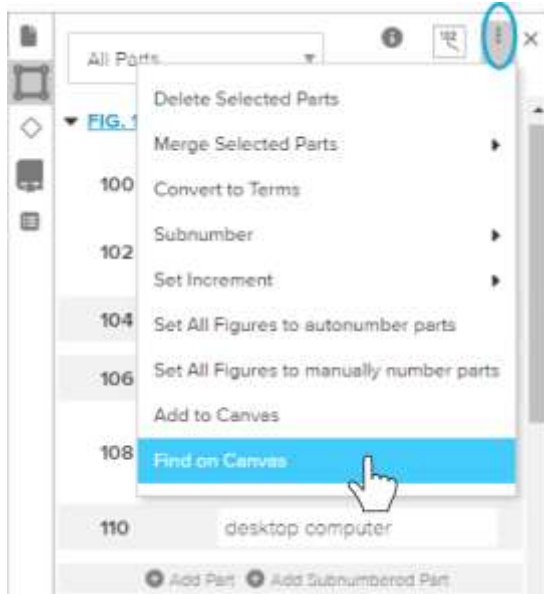 All Parts
102
FIG. 1
Delete Selected Parts
Merge Selected Parts
100
Convert to Terms
Subnumber
102
Set Increment
104
Set All Figures to autonumber parts
106
Set All Figures to manually number parts
Add to Canvas
108
Find on Canvas
110 desktop computer
Add Part Add Subnumbered Part